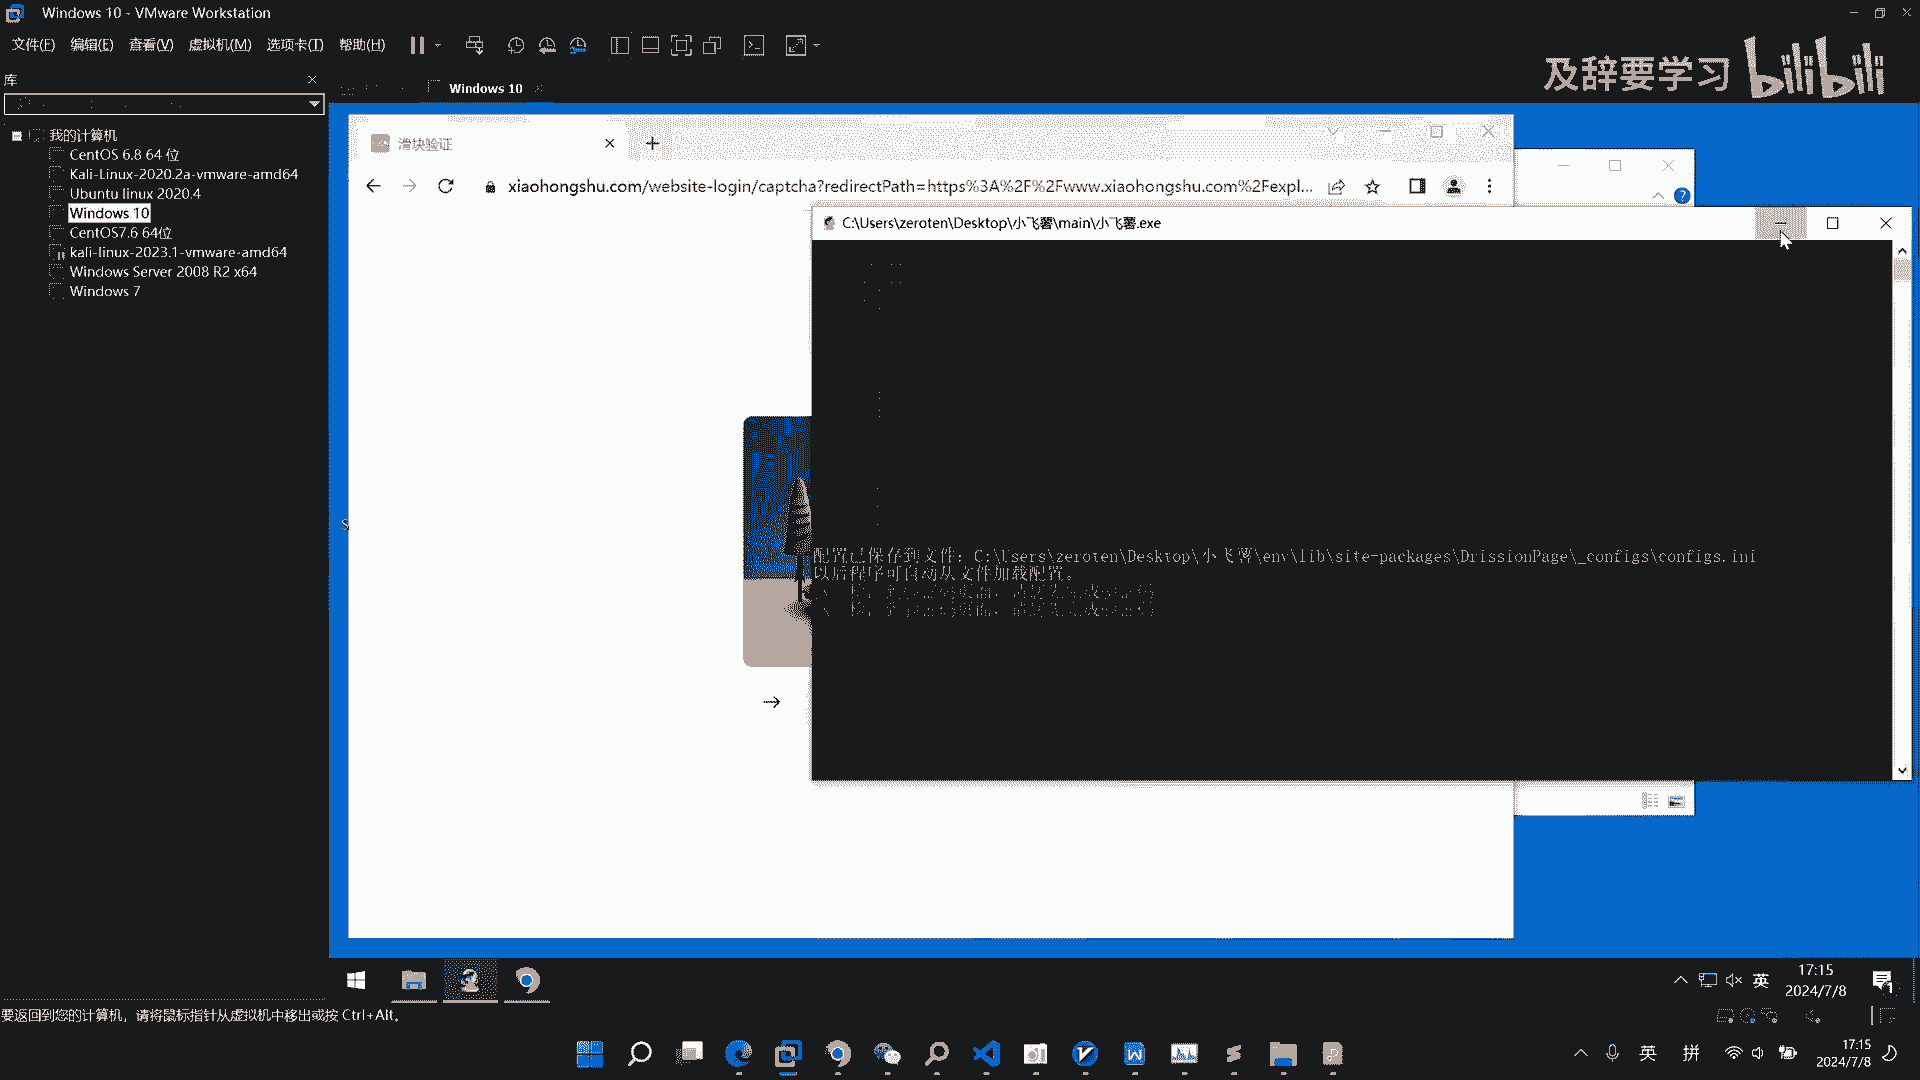 Windows 10 - VMware Workstation
文件(F) 编辑(E) 查看(V) 虚拟机(M) 选项卡(T) 帮助(H)
及辞要学习 bilibili
库
Windows 10
我的计算机
CentOS 6.8 64 位
Kali-Linux-2020.2a-vmware-amd64
Ubuntu linux 2020.4
Windows 10
CentOS7.6 64位
kali-linux-2023.1-vmware-amd64
Windows Server 2008 R2 x64
Windows 7
滑块验证
xiaohongshu.com/website-login/captcha?redirectPath=https%3A%2F%2Fwww.xiaohongshu.com%2Fexpl...
C:\Users\zeroten\Desktop\小飞薯\main\小飞薯.exe
配置已保存到文件: C:\Users\zeroten\Desktop\小飞薯\env\lib\site-packages\DrissionPage\_configs\configs.ini
以后程序可自动从文件加载配置。
英
17:15
2024/7/8
要返回到您的计算机，请将鼠标指针从虚拟机中移出或按 Ctrl+Alt。
英 拼
17:15
2024/7/8